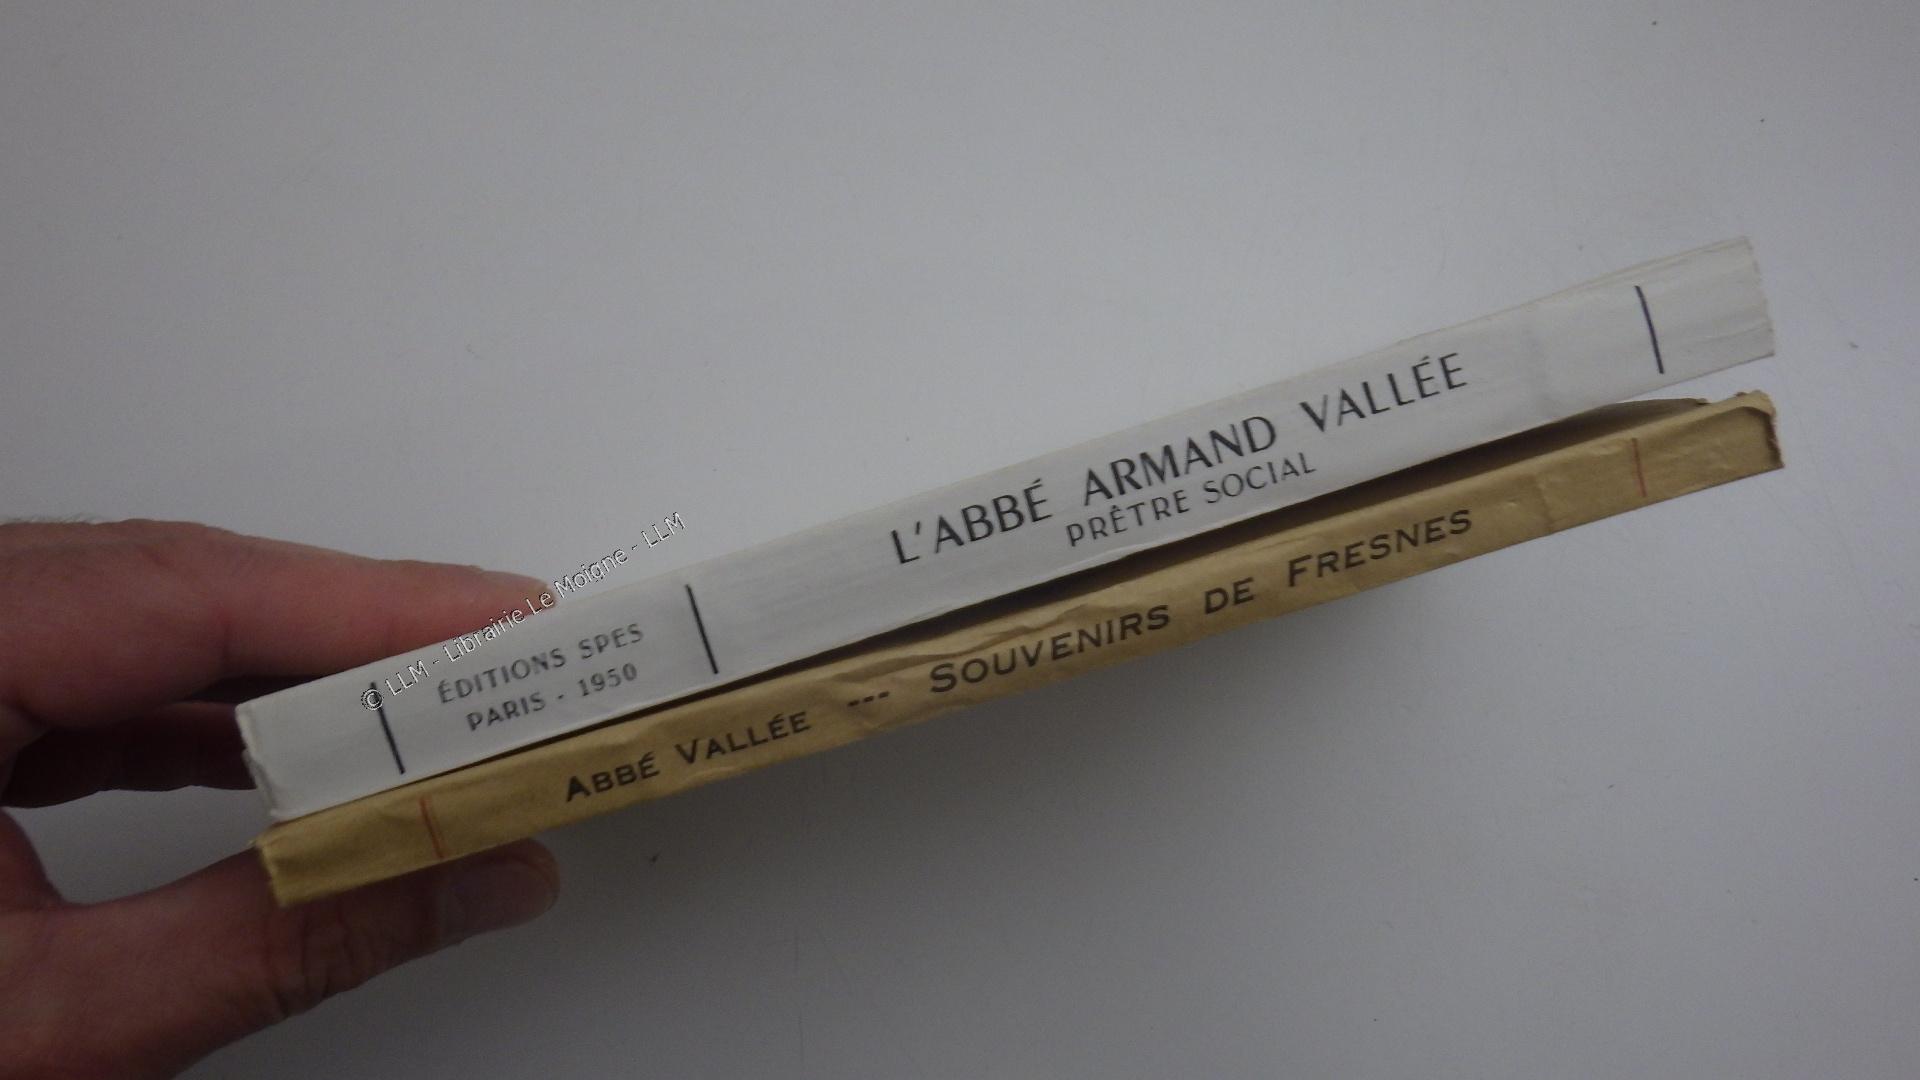 L'ABBÉ ARMAND VALLÉE
PRÊTRE SOCIAL
ÉDITIONS SPES
PARIS - 1950
ABBÉ VALLÉE --- SOUVENIRS DE FRESNES
© LLM - Librairie Le Moigne - LLM